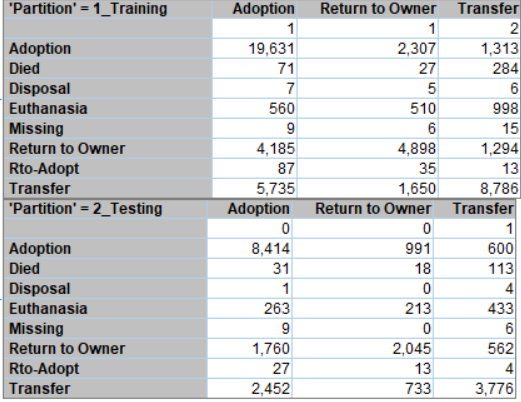 'Partition' = 1_Training Adoption Return to Owner Transfer
1 1 2
Adoption 19,631 2,307 1,313
Died 71 27 284
Disposal 7 5 6
Euthanasia 560 510 998
Missing 9 6 15
Return to Owner 4,185 4,898 1,294
Rto-Adopt 87 35 13
Transfer 5,735 1,650 8,786
'Partition' = 2_Testing Adoption Return to Owner Transfer
0 0 1
Adoption 8,414 991 600
Died 31 18 113
Disposal 1 0 4
Euthanasia 263 213 433
Missing 9 0 6
Return to Owner 1,760 2,045 562
Rto-Adopt 27 13 4
Transfer 2,452 733 3,776